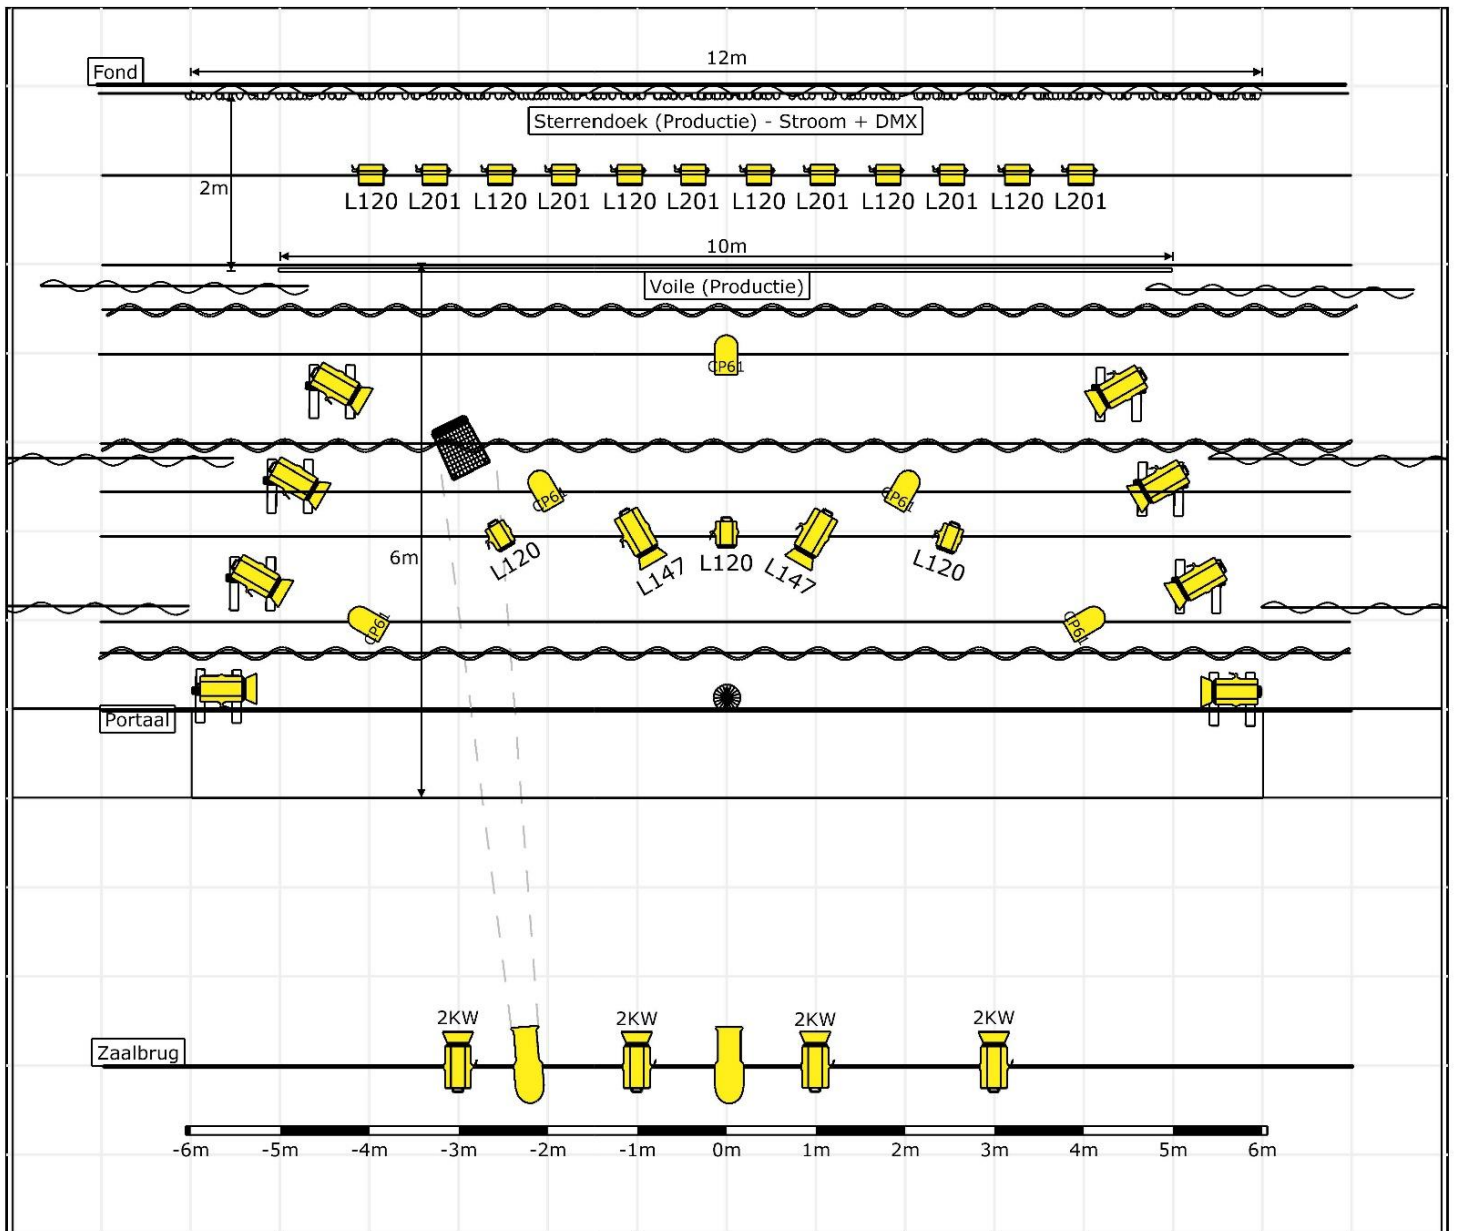 12m
Fond
Sterrendoek (Productie) - Stroom + DMX
2m
L120 L201 L120 L201 L120 L201 L120 L201 L120 L201 L120 L201
10m
Voile (Productie)
CP61
CP61 CP61
6m
L120 L147 L120 L147 L120
CP61 CP61
Portaal
2KW 2KW 2KW 2KW
Zaalbrug
-6m -5m -4m -3m -2m -1m 0m 1m 2m 3m 4m 5m 6m